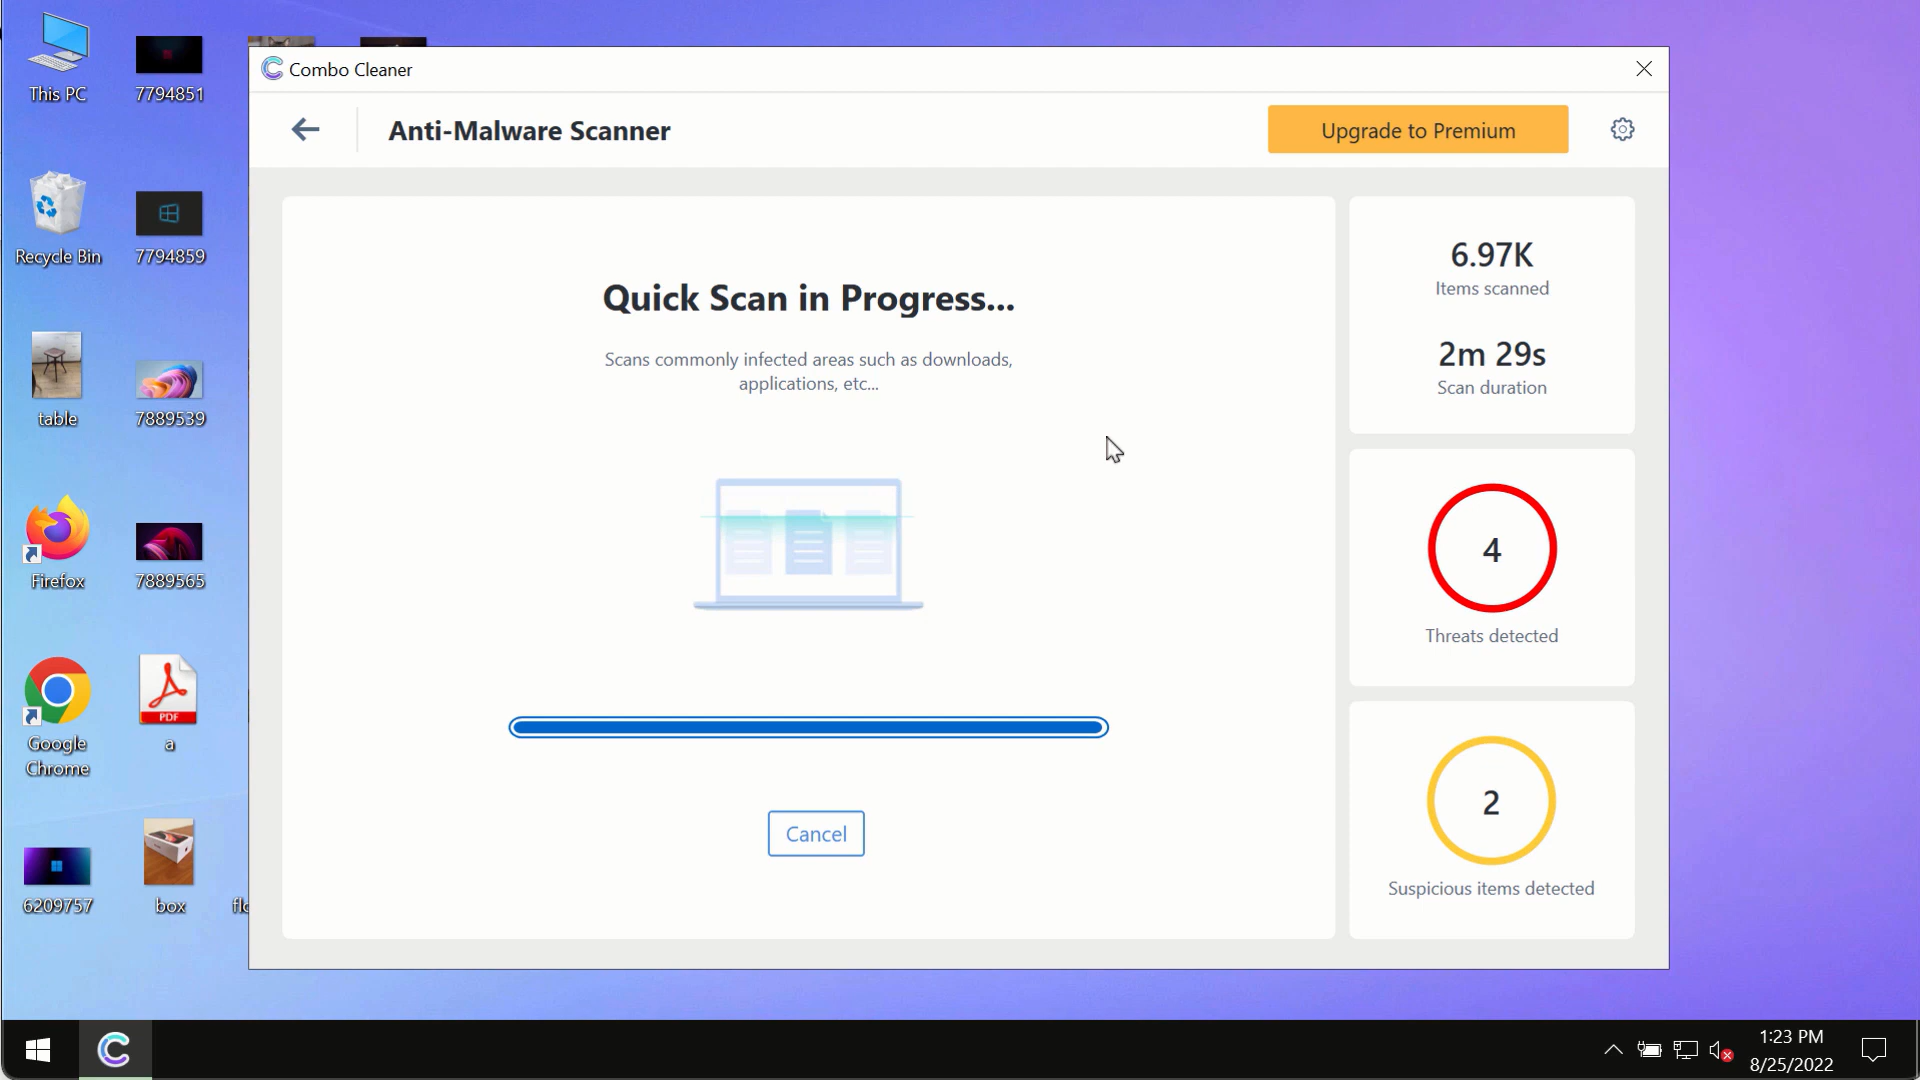 This PC
7794851
Recycle Bin
7794859
table
7889539
Firefox
7889565
Google
Chrome
PDF
a
6209757
box
Combo Cleaner
Anti-Malware Scanner
Upgrade to Premium
Quick Scan in Progress...
Scans commonly infected areas such as downloads,
applications, etc...
Cancel
6.97K
Items scanned
2m 29s
Scan duration
4
Threats detected
2
Suspicious items detected
1:23 PM
8/25/2022